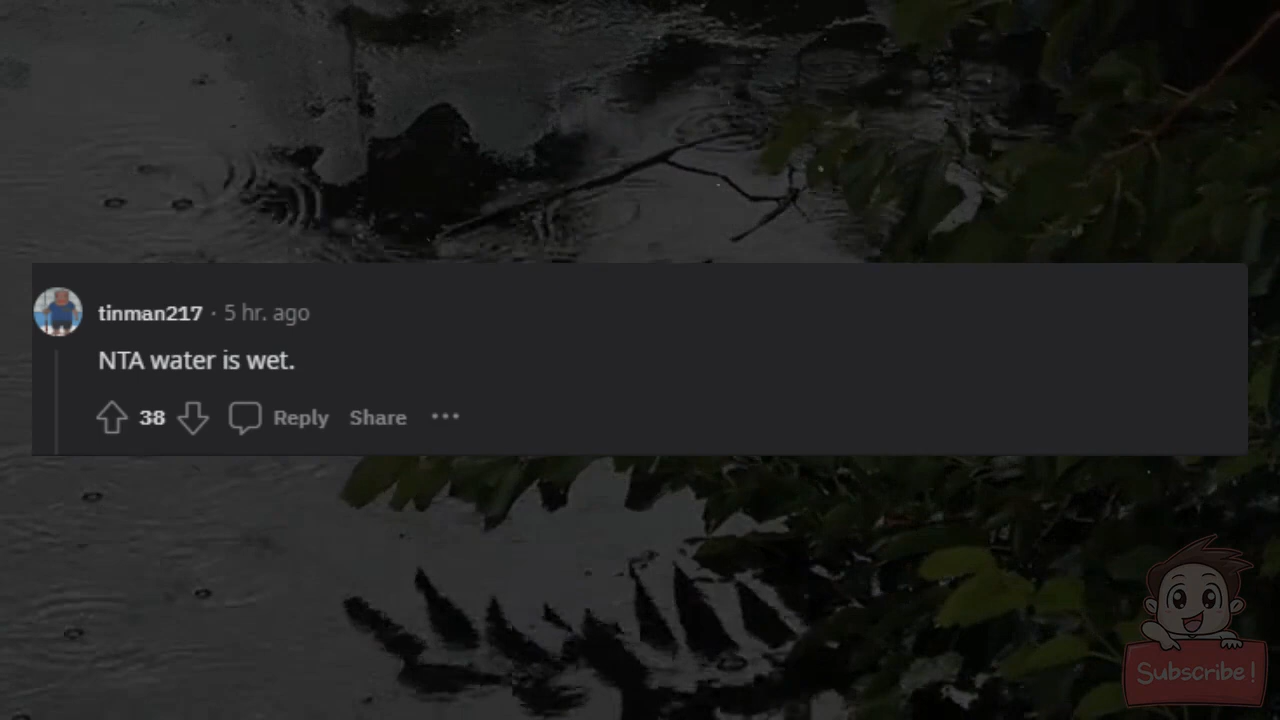 tinman217 · 5 hr. ago
NTA water is wet.
38 Reply Share ···
Subscribe!